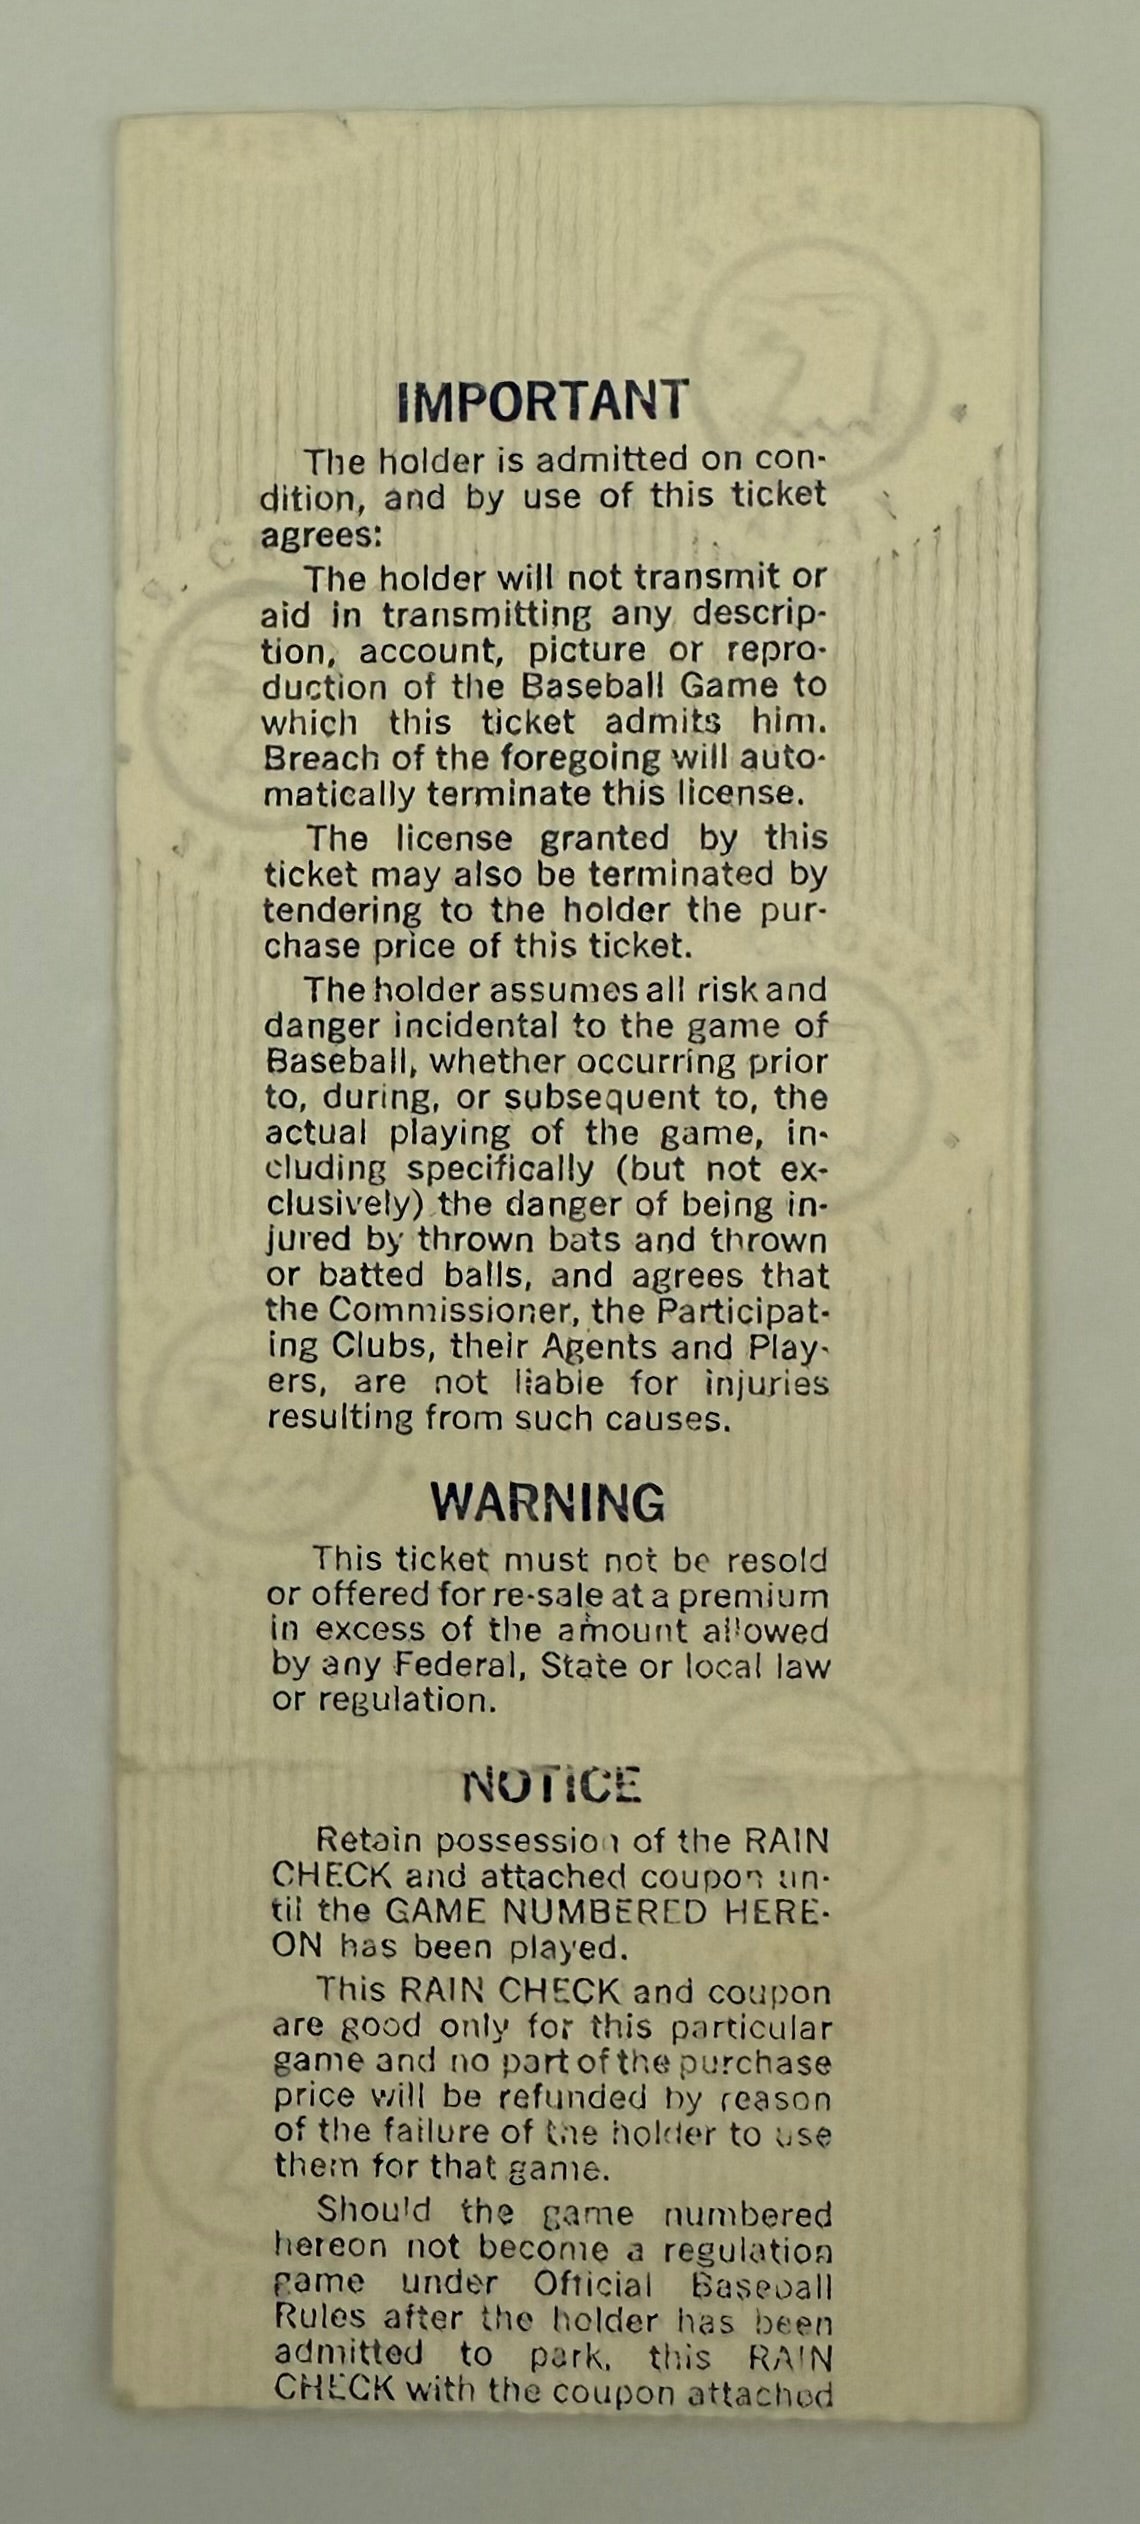 IMPORTANT
The holder is admitted on con-
dition, and by use of this ticket
agrees:
The holder will not transmit or
aid in transmitting any descrip-
tion, account, picture or repro-
duction of the Baseball Game to
which this ticket admits him.
Breach of the foregoing will auto-
matically terminate this license.
The license granted by this
ticket may also be terminated by
tendering to the holder the pur-
chase price of this ticket.
The holder assumes all risk and
danger incidental to the game of
Baseball, whether occurring prior
to, during, or subsequent to, the
actual playing of the game, in-
cluding specifically (but not ex-
clusively) the danger of being in-
jured by thrown bats and thrown
or batted balls, and agrees that
the Commissioner, the Participat-
ing Clubs, their Agents and Play-
ers, are not liable for injuries
resulting from such causes.
WARNING
This ticket must not be resold
or offered for re-sale at a premium
in excess of the amount allowed
by any Federal, State or local law
or regulation.
NOTICE
Retain possession of the RAIN
CHECK and attached coupon un-
til the GAME NUMBERED HERE-
ON has been played.
This RAIN CHECK and coupon
are good only for this particular
game and no part of the purchase
price will be refunded by reason
of the failure of the holder to use
them for that game.
Should the game numbered
hereon not become a regulation
game under Official Baseball
Rules after the holder has been
admitted to park, this RAIN
CHECK with the coupon attached